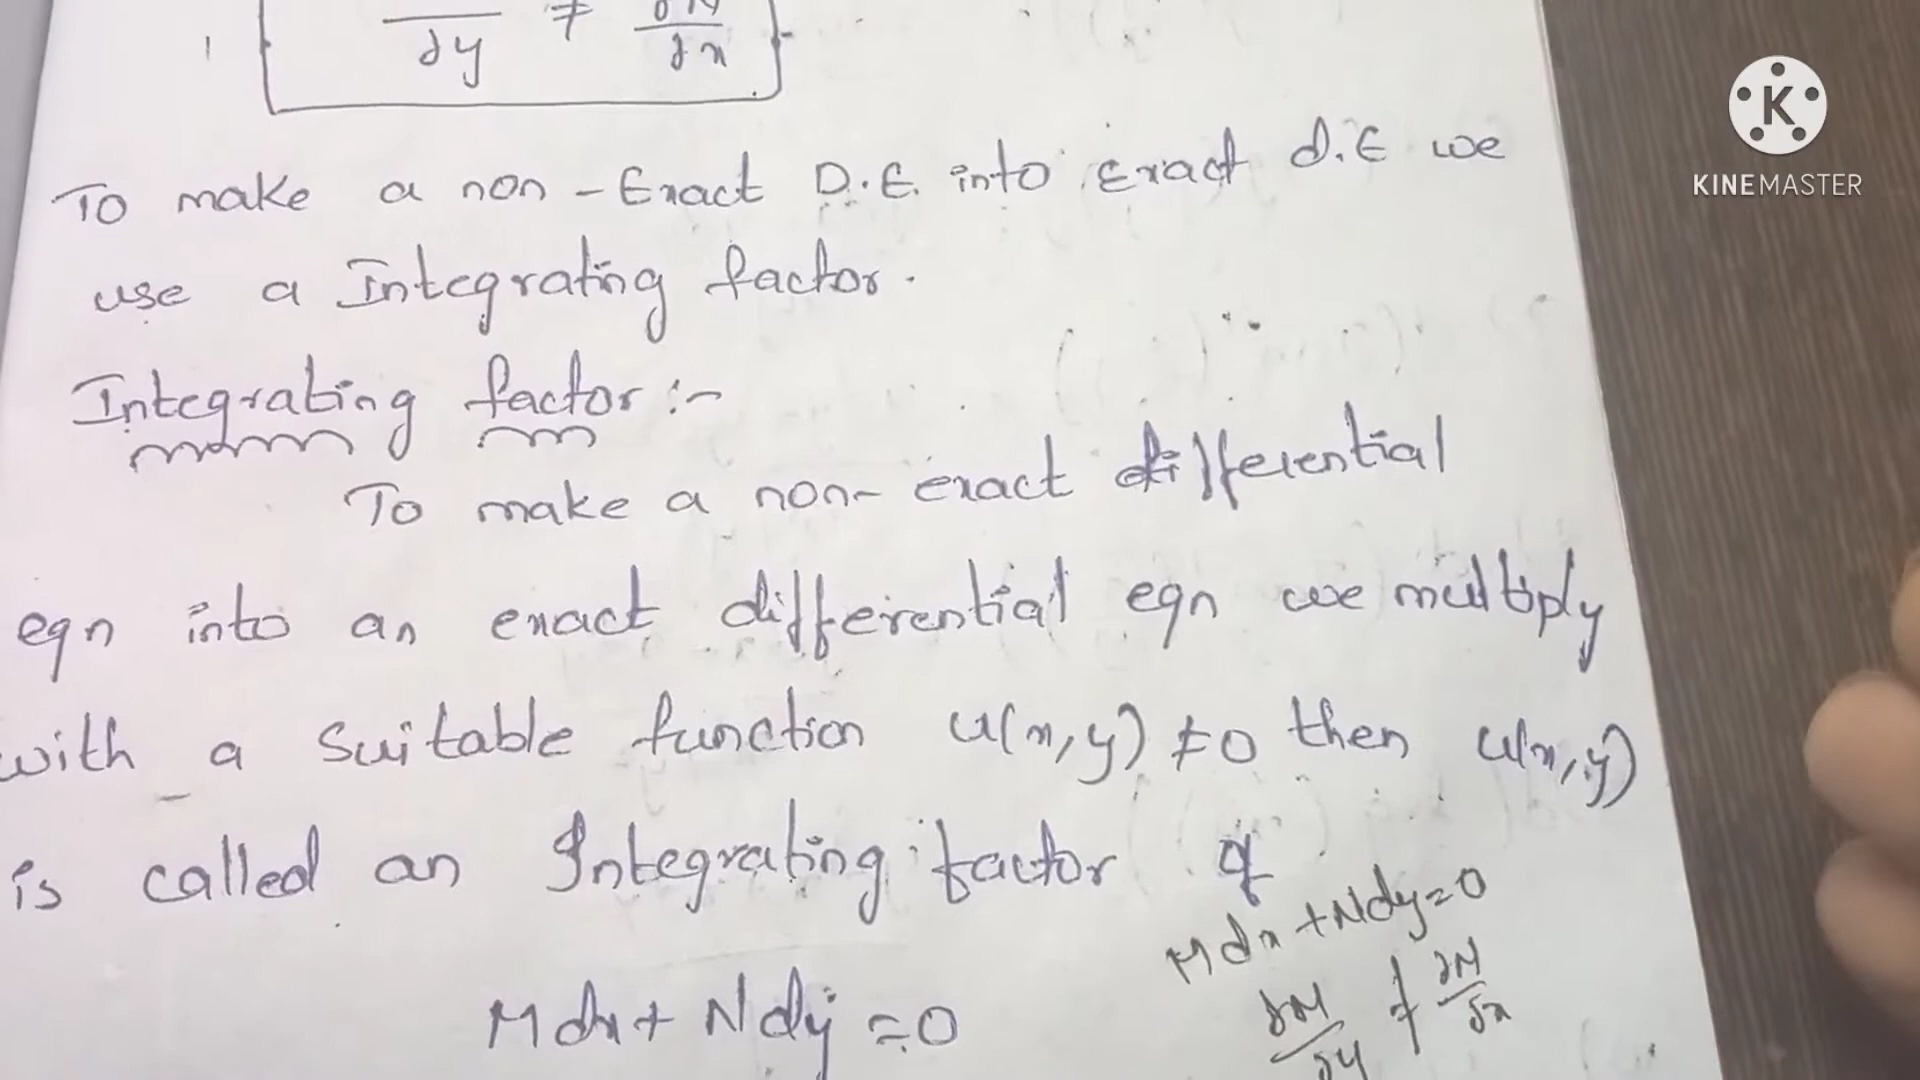 ∂y ≠ ∂N/∂x
To make a non-Exact D.E. into Exact d.E we
use a Integrating factor.
Integrating factor :-
To make a non-exact differential
eqn into an exact differential eqn we multiply
with a suitable function u(x,y) ≠ 0 then u(x,y)
is called an Integrating factor of
Mdx + Ndy = 0
Mdx + Ndy = 0
∂M/∂y ≠ ∂N/∂x
KINEMASTER